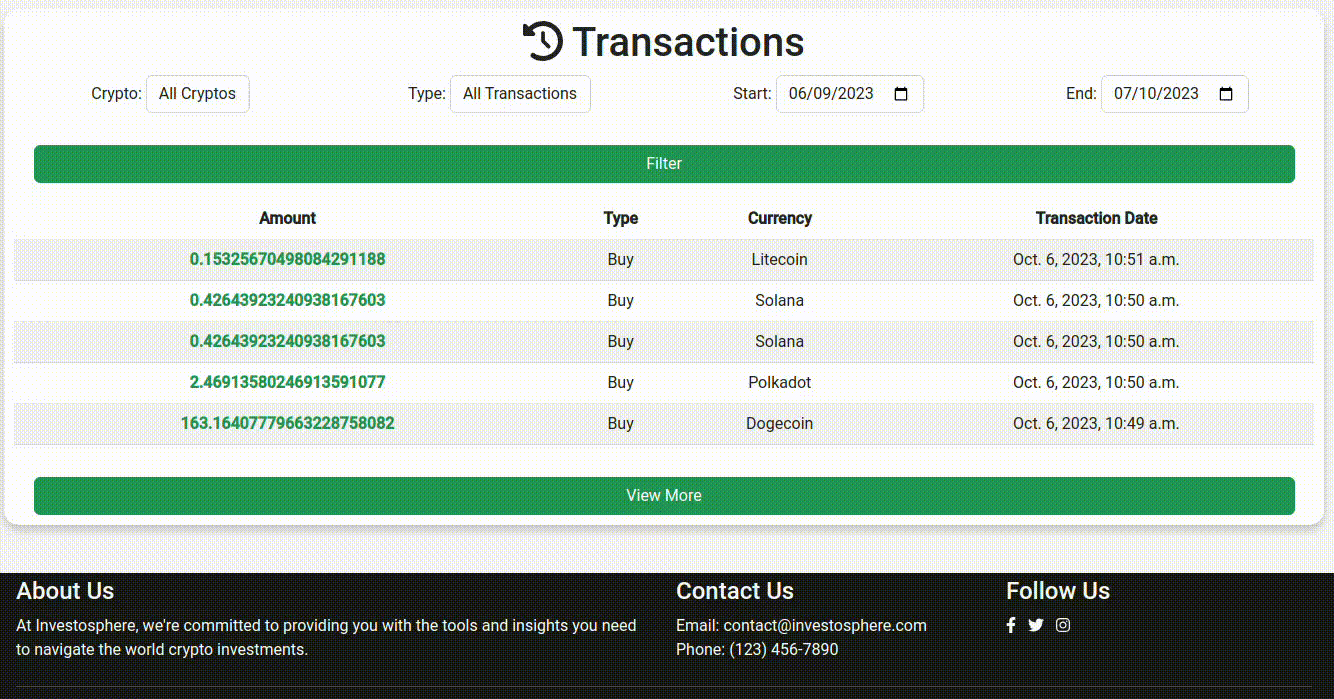 Transactions
Crypto: All Cryptos Type: All Transactions Start: 06/09/2023 End: 07/10/2023
Filter
Amount Type Currency Transaction Date
0.15325670498084291188 Buy Litecoin Oct. 6, 2023, 10:51 a.m.
0.42643923240938167603 Buy Solana Oct. 6, 2023, 10:50 a.m.
0.42643923240938167603 Buy Solana Oct. 6, 2023, 10:50 a.m.
2.46913580246913591077 Buy Polkadot Oct. 6, 2023, 10:50 a.m.
163.16407779663228758082 Buy Dogecoin Oct. 6, 2023, 10:49 a.m.
View More
About Us Contact Us Follow Us
At Investosphere, we're committed to providing you with the tools and insights you need Email: contact@investosphere.com
to navigate the world crypto investments. Phone: (123) 456-7890